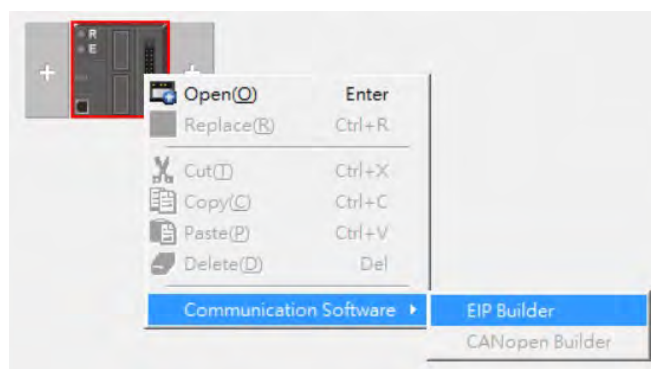 R
E
+ +
Open(O) Enter
Replace(R) Ctrl+R
Cut(T) Ctrl+X
Copy(C) Ctrl+C
Paste(P) Ctrl+V
Delete(D) Del
Communication Software EIP Builder
CANopen Builder